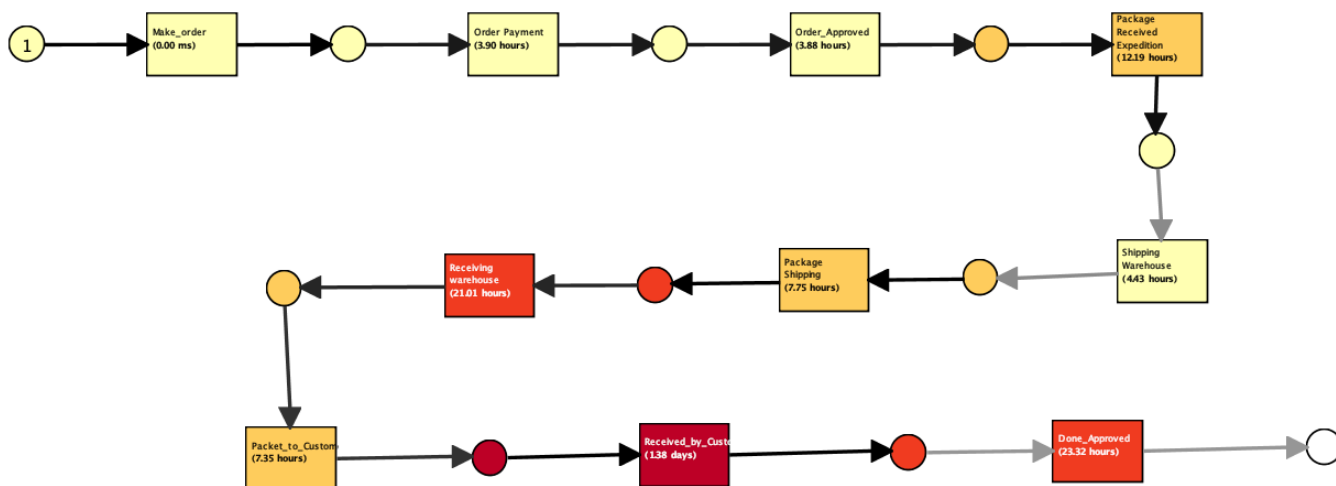 1
Make_order
(0.00 ms)
Order Payment
(3.90 hours)
Order_Approved
(3.88 hours)
Package
Received
Expedition
(12.19 hours)
Shipping
Warehouse
(4.43 hours)
Package
Shipping
(7.75 hours)
Receiving
warehouse
(21.01 hours)
Packet_to_Custom
(7.35 hours)
Received_by_Custo
(1.38 days)
Done_Approved
(23.32 hours)